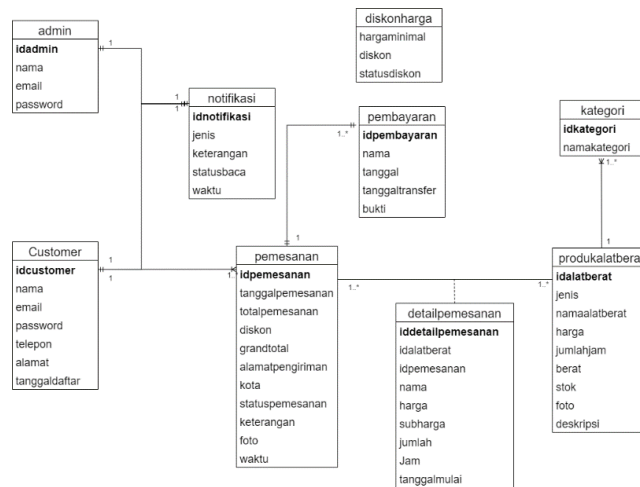 admin
idadmin
nama
email
password
1
diskonharga
hargaminimal
diskon
statusdiskon
notifikasi
idnotifikasi
jenis
keterangan
statusbaca
waktu
1
1
pembayaran
idpembayaran
nama
tanggal
tanggaltransfer
bukti
1..*
1
kategori
idkategori
namakategori
1..*
1
Customer
idcustomer
nama
email
password
telepon
alamat
tanggaldaftar
1
1
pemesanan
idpemesanan
tanggalpemesanan
totalpemesanan
diskon
grandtotal
alamatpengiriman
kota
statuspemesanan
keterangan
foto
waktu
1..*
1..*
1..*
detailpemesanan
iddetailpemesanan
idalatberat
idpemesanan
nama
harga
subharga
jumlah
Jam
tanggalmulai
produkalatbera
idalatberat
jenis
namaalatberat
harga
jumlahjam
berat
stok
foto
deskripsi